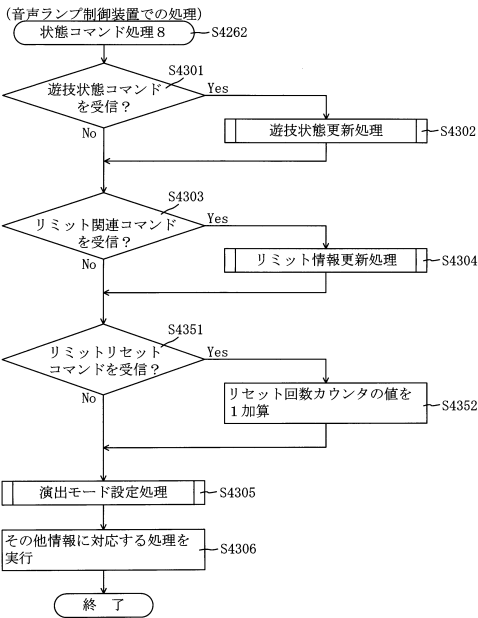 (音声ランプ制御装置での処理)
状態コマンド処理8
S4262
S4301
遊技状態コマンド
を受信?
Yes
No
遊技状態更新処理
S4302
S4303
リミット関連コマンド
を受信?
Yes
No
リミット情報更新処理
S4304
S4351
リミットリセット
コマンドを受信?
Yes
No
リセット回数カウンタの値を
1加算
S4352
演出モード設定処理
S4305
その他情報に対応する処理を
実行
S4306
終 了